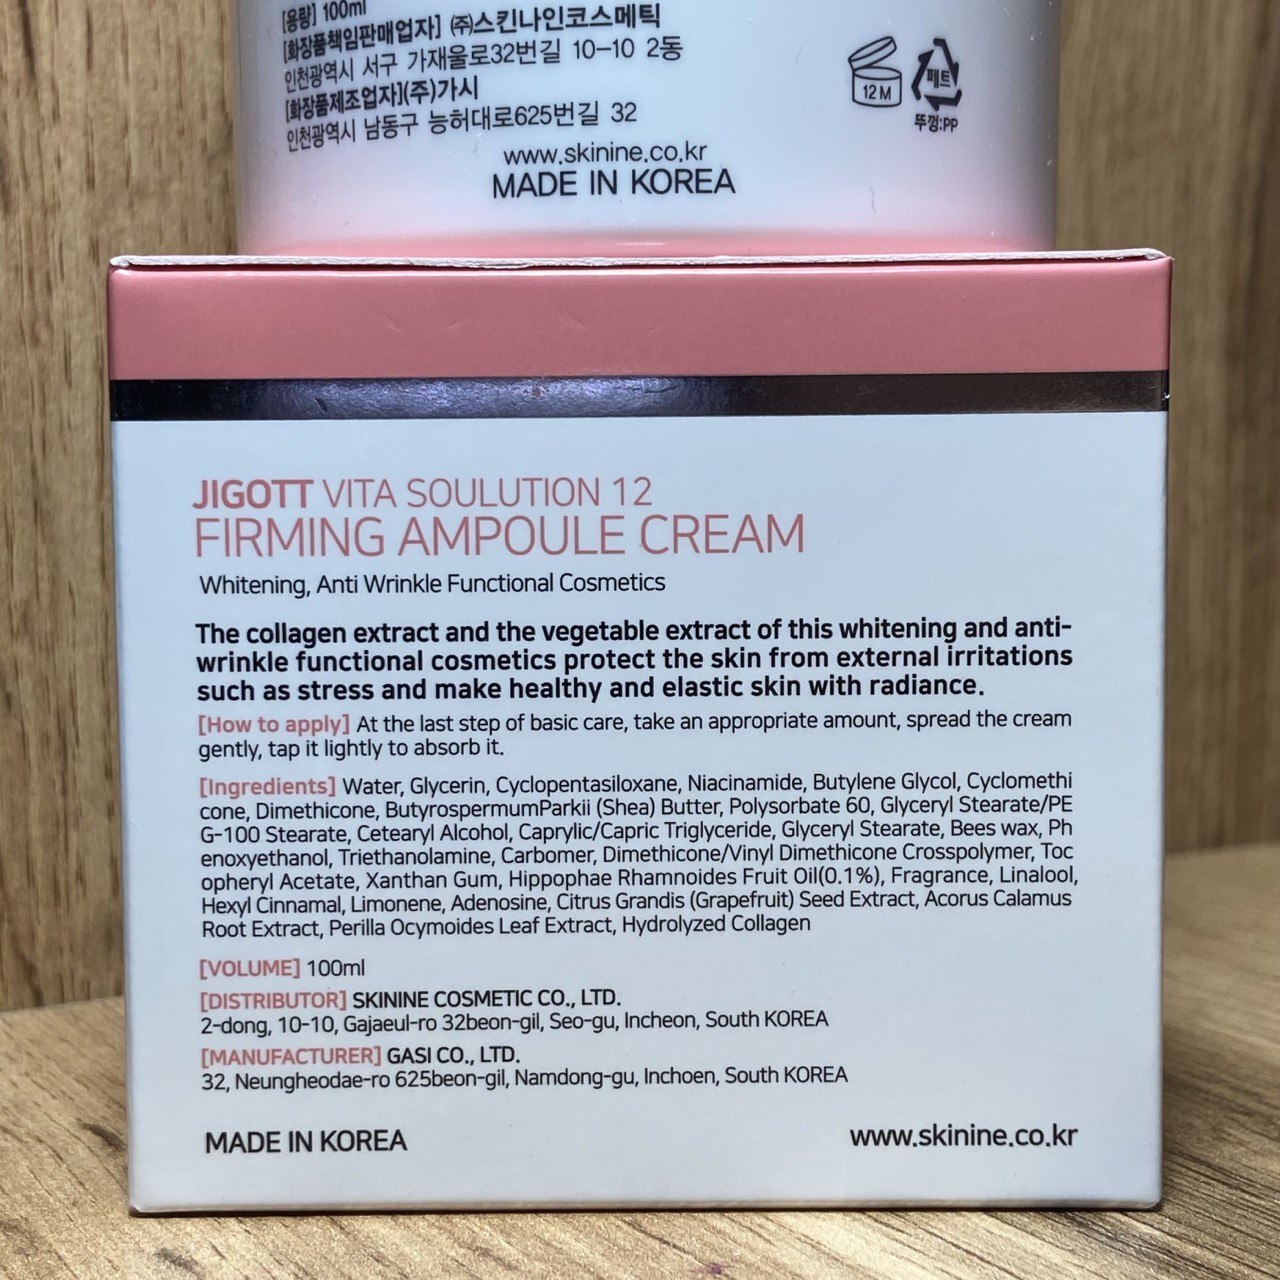 [용량] 100ml
[화장품책임판매업자] ㈜스킨나인코스메틱
인천광역시 서구 가재울로32번길 10-10 2동
[화장품제조업자](주)가시
인천광역시 남동구 능허대로625번길 32
12M
페트
뚜껑:PP
www.skinine.co.kr
MADE IN KOREA
JIGOTT VITA SOULUTION 12
FIRMING AMPOULE CREAM
Whitening, Anti Wrinkle Functional Cosmetics
The collagen extract and the vegetable extract of this whitening and anti-
wrinkle functional cosmetics protect the skin from external irritations
such as stress and make healthy and elastic skin with radiance.
[How to apply] At the last step of basic care, take an appropriate amount, spread the cream
gently, tap it lightly to absorb it.
[Ingredients] Water, Glycerin, Cyclopentasiloxane, Niacinamide, Butylene Glycol, Cyclomethi
cone, Dimethicone, ButyrospermumParkii (Shea) Butter, Polysorbate 60, Glyceryl Stearate/PE
G-100 Stearate, Cetearyl Alcohol, Caprylic/Capric Triglyceride, Glyceryl Stearate, Bees wax, Ph
enoxyethanol, Triethanolamine, Carbomer, Dimethicone/Vinyl Dimethicone Crosspolymer, Toc
opheryl Acetate, Xanthan Gum, Hippophae Rhamnoides Fruit Oil(0.1%), Fragrance, Linalool,
Hexyl Cinnamal, Limonene, Adenosine, Citrus Grandis (Grapefruit) Seed Extract, Acorus Calamus
Root Extract, Perilla Ocymoides Leaf Extract, Hydrolyzed Collagen
[VOLUME] 100ml
[DISTRIBUTOR] SKININE COSMETIC CO., LTD.
2-dong, 10-10, Gajaeul-ro 32beon-gil, Seo-gu, Incheon, South KOREA
[MANUFACTURER] GASI CO., LTD.
32, Neungheodae-ro 625beon-gil, Namdong-gu, Inchoen, South KOREA
MADE IN KOREA
www.skinine.co.kr